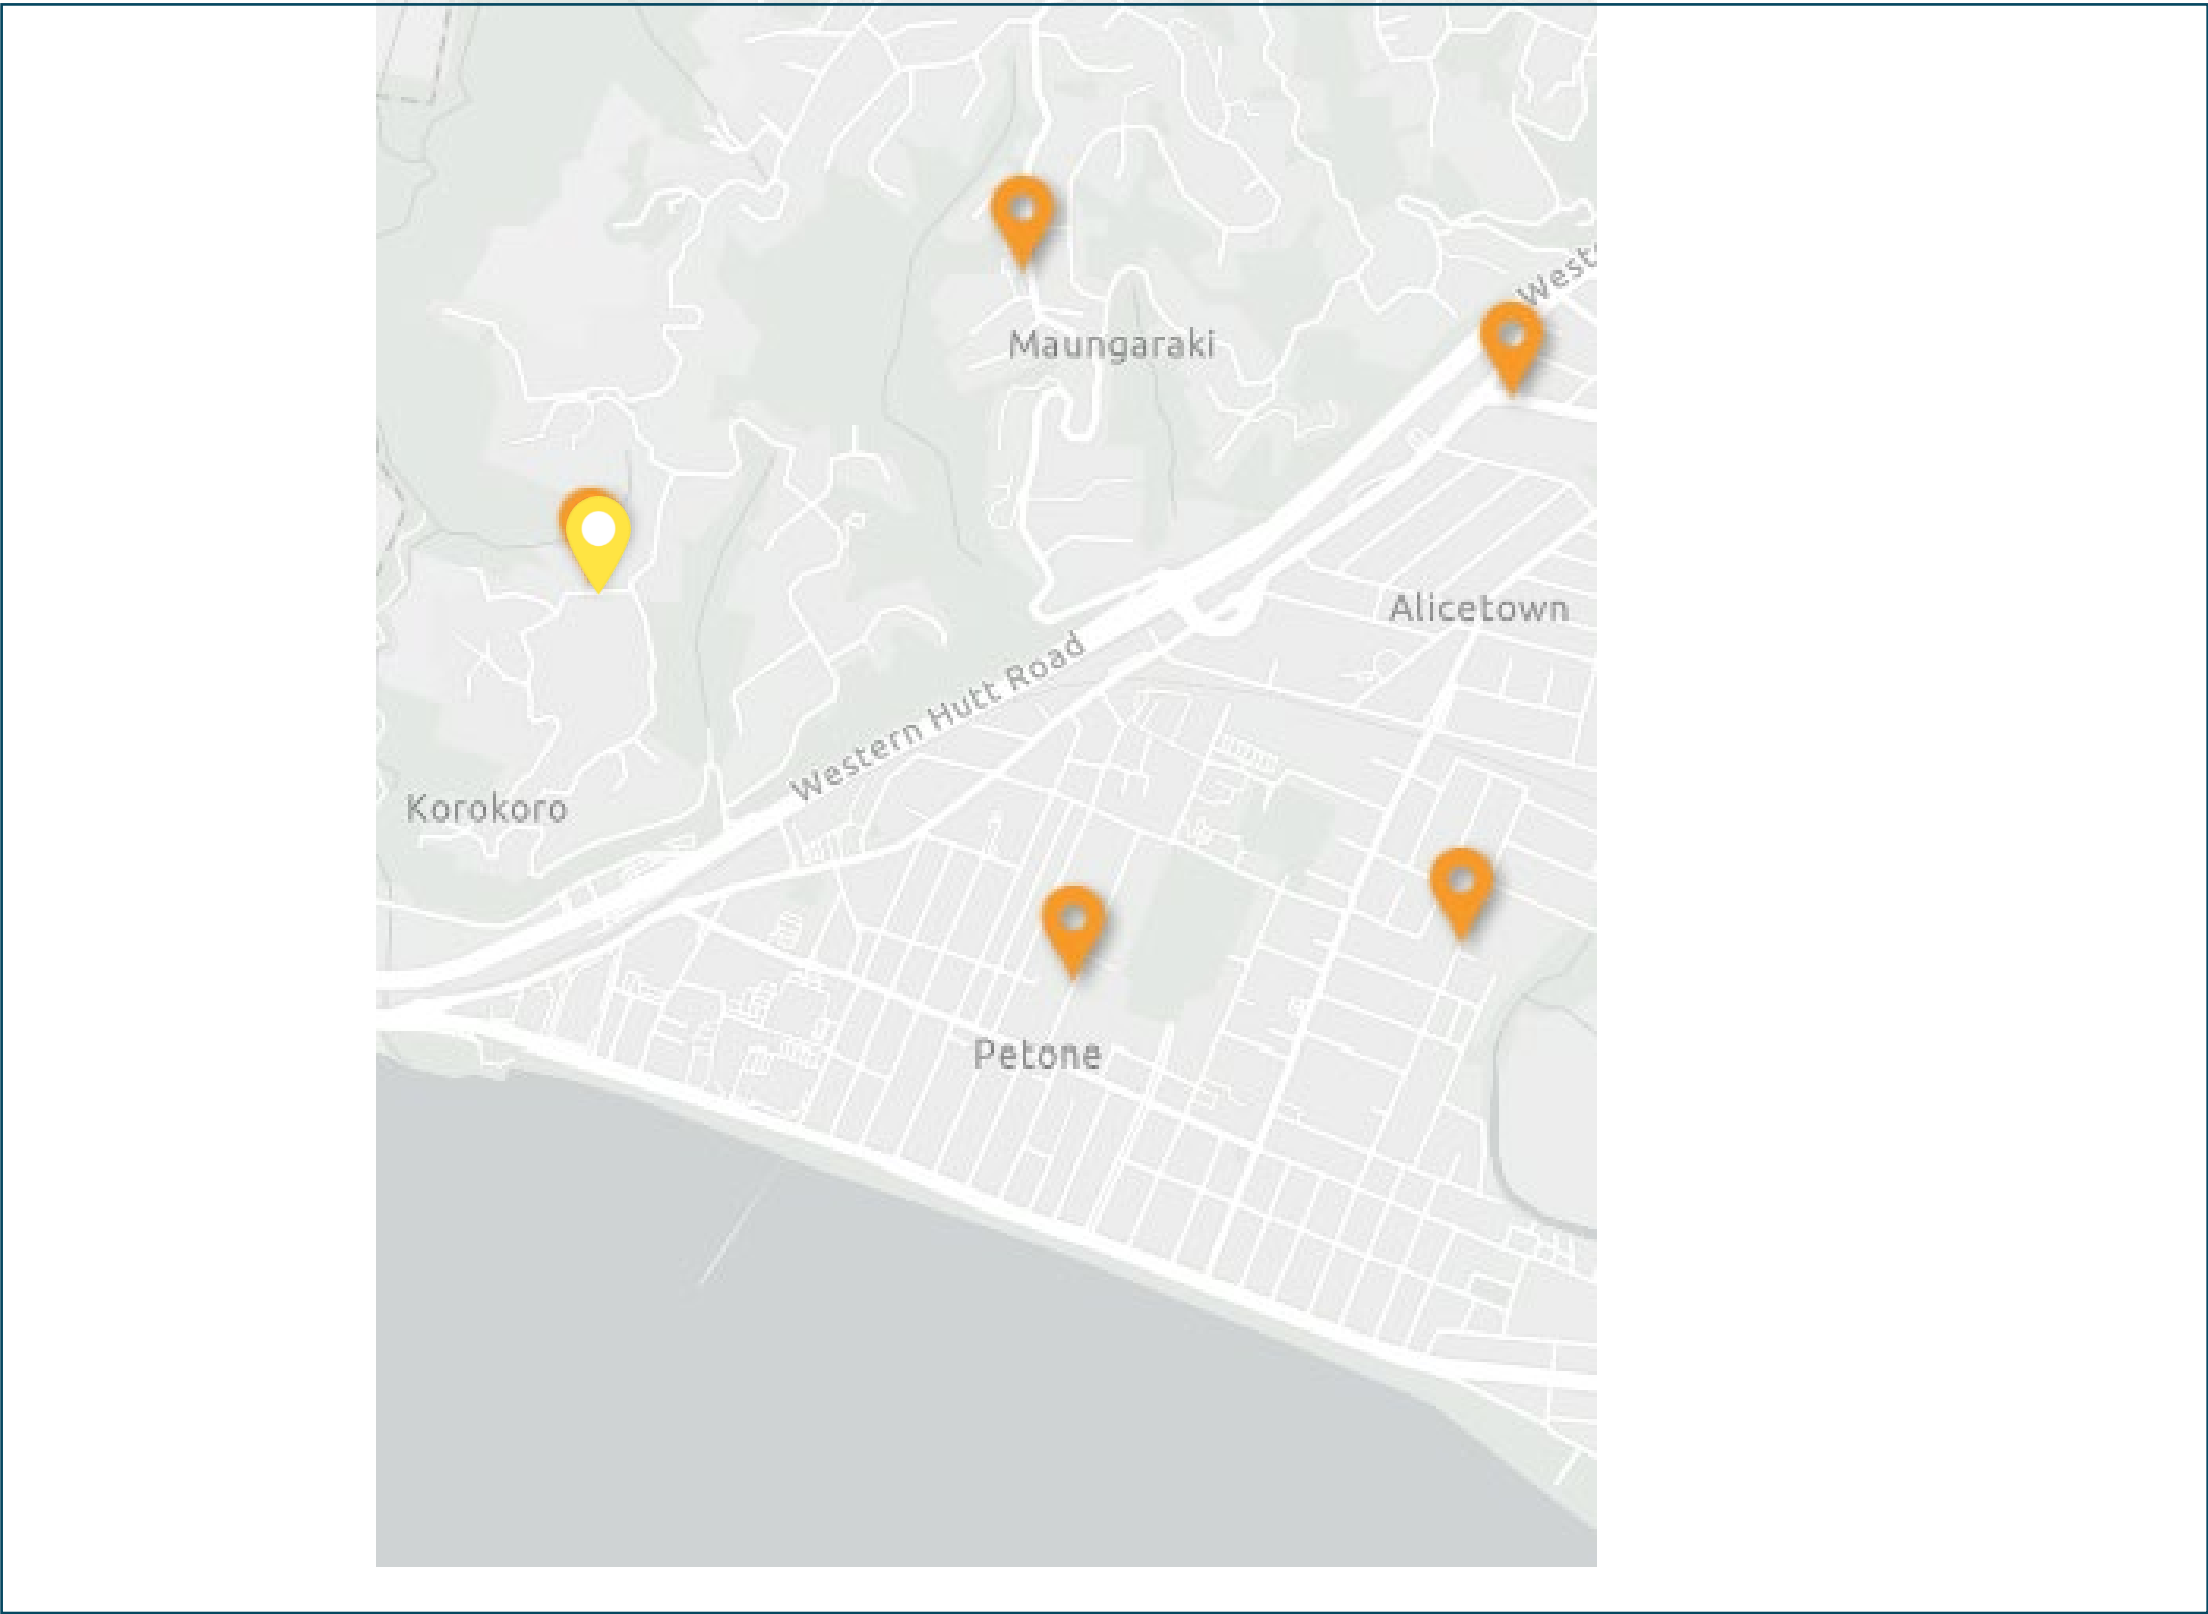 West
Maungaraki
Alicetown
Western Hutt Road
Korokoro
Petone